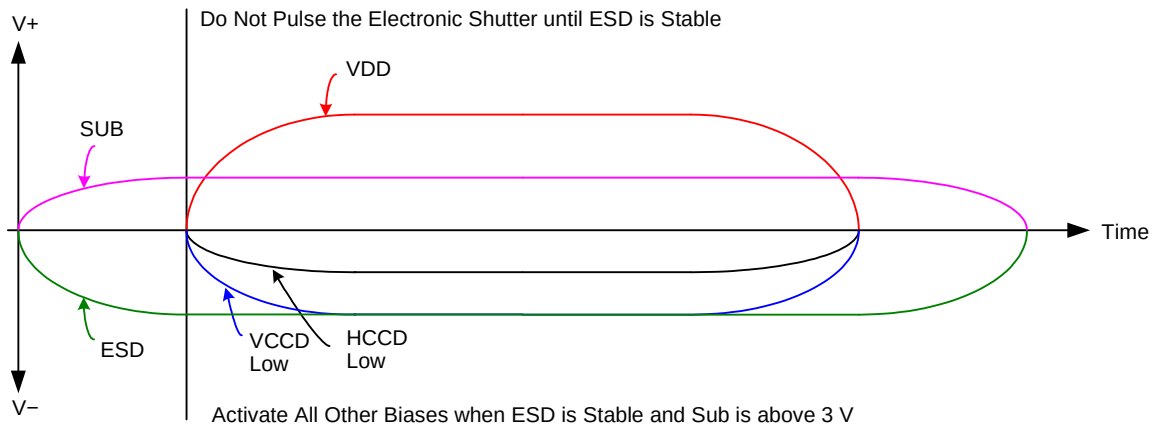 Do Not Pulse the Electronic Shutter until ESD is Stable
V+
VDD
SUB
Time
ESD
VCCD
Low
HCCD
Low
V−
Activate All Other Biases when ESD is Stable and Sub is above 3 V